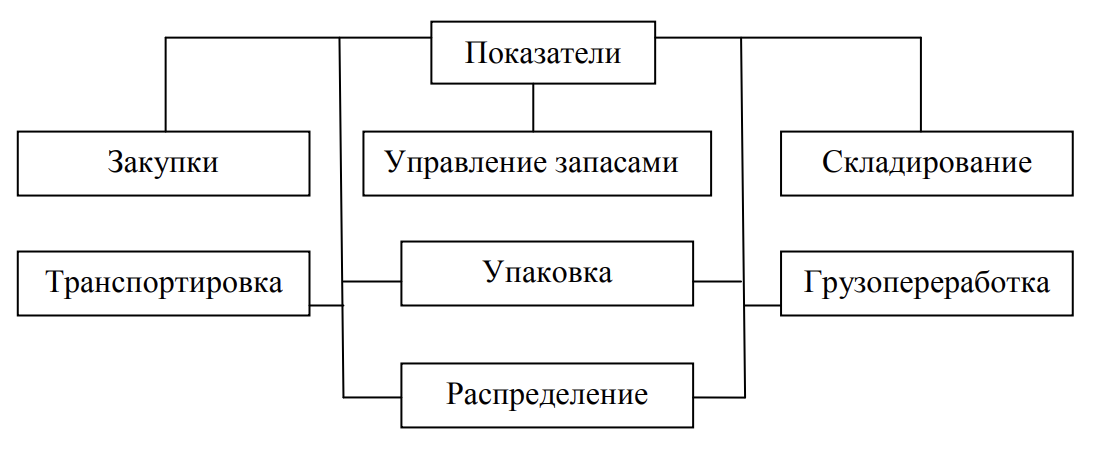 Показатели
Закупки
Управление запасами
Складирование
Транспортировка
Упаковка
Грузопереработка
Распределение